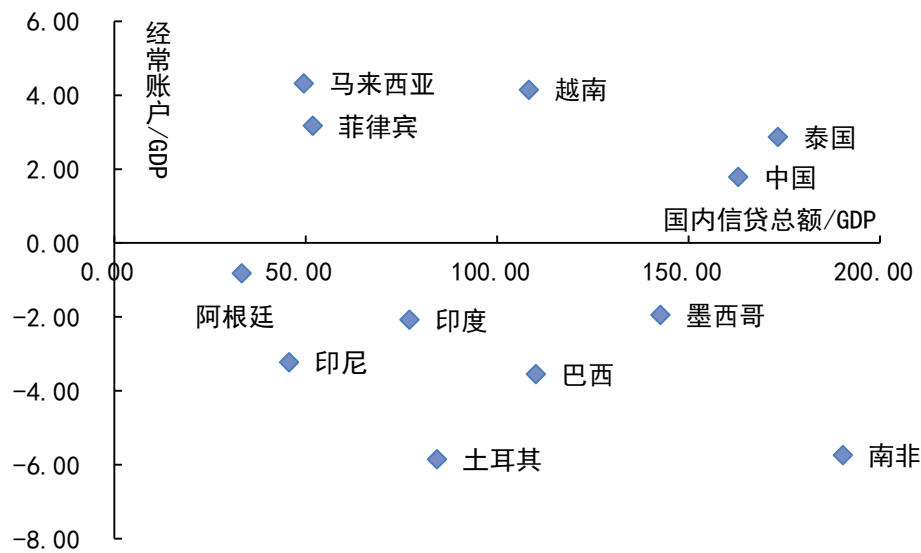 6.00
经常账户/GDP
马来西亚
越南
4.00
菲律宾
泰国
2.00
中国
国内信贷总额/GDP
0.00
0.00 50.00 100.00 150.00 200.00
阿根廷
-2.00
印度
墨西哥
印尼
巴西
-4.00
土耳其
南非
-6.00
-8.00